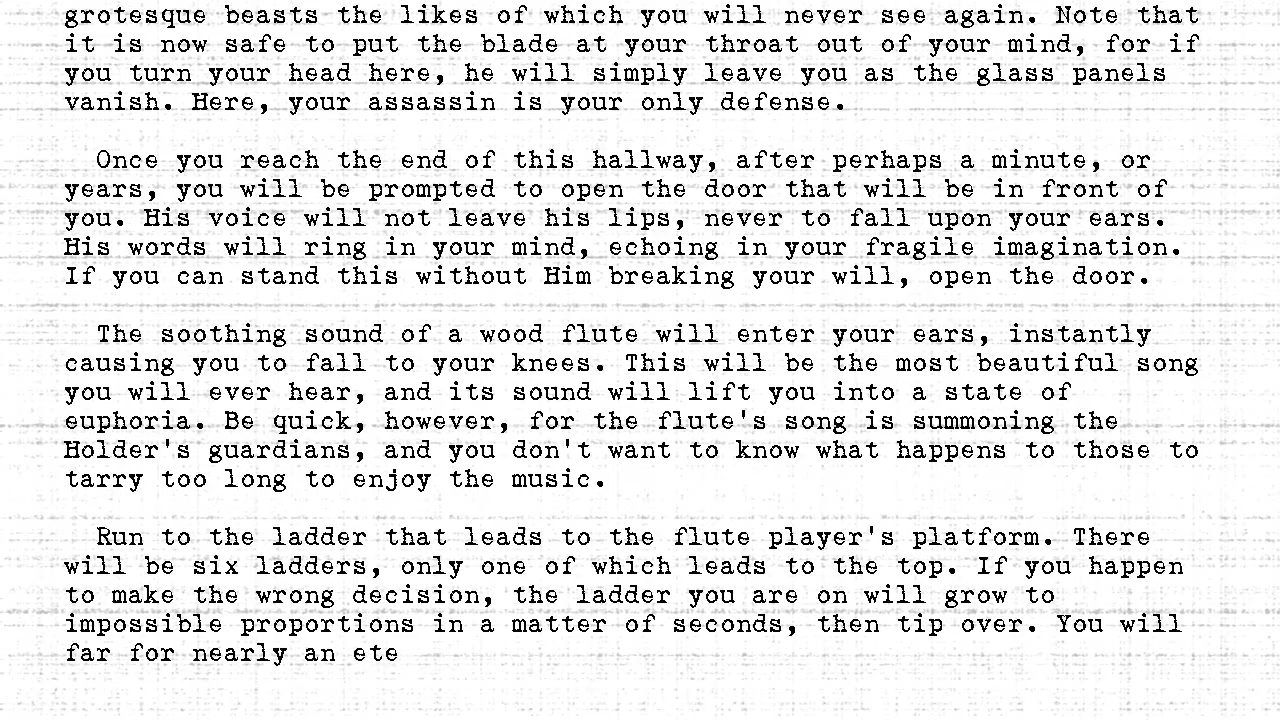 grotesque beasts the likes of which you will never see again. Note that
it is now safe to put the blade at your throat out of your mind, for if
you turn your head here, he will simply leave you as the glass panels
vanish. Here, your assassin is your only defense.
Once you reach the end of this hallway, after perhaps a minute, or
years, you will be prompted to open the door that will be in front of
you. His voice will not leave his lips, never to fall upon your ears.
His words will ring in your mind, echoing in your fragile imagination.
If you can stand this without Him breaking your will, open the door.
The soothing sound of a wood flute will enter your ears, instantly
causing you to fall to your knees. This will be the most beautiful song
you will ever hear, and its sound will lift you into a state of
euphoria. Be quick, however, for the flute's song is summoning the
Holder's guardians, and you don't want to know what happens to those to
tarry too long to enjoy the music.
Run to the ladder that leads to the flute player's platform. There
will be six ladders, only one of which leads to the top. If you happen
to make the wrong decision, the ladder you are on will grow to
impossible proportions in a matter of seconds, then tip over. You will
far for nearly an ete